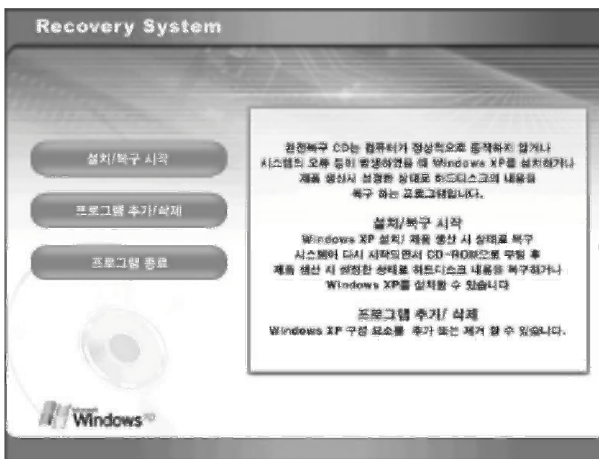 Recovery System
설치/복구 시작
프로그램 추가/삭제
프로그램 종료
완전복구 CD는 컴퓨터가 정상적으로 동작하지 않거나
시스템의 오류 등이 발생하였을 때 Windows XP를 설치하거나
제품 생산시 설정한 상태로 하드디스크의 내용을
복구 하는 프로그램입니다.
설치/복구 시작
Windows XP 설치/ 제품 생산 시 상태로 복구
시스템이 다시 시작되면서 CD-ROM으로 부팅 후
제품 생산 시 설정한 상태로 하드디스크 내용을 복구하거나
Windows XP를 설치할 수 있습니다
프로그램 추가/ 삭제
Windows XP 구성 요소를 추가 또는 제거 할 수 있습니다.
Microsoft
Windows XP